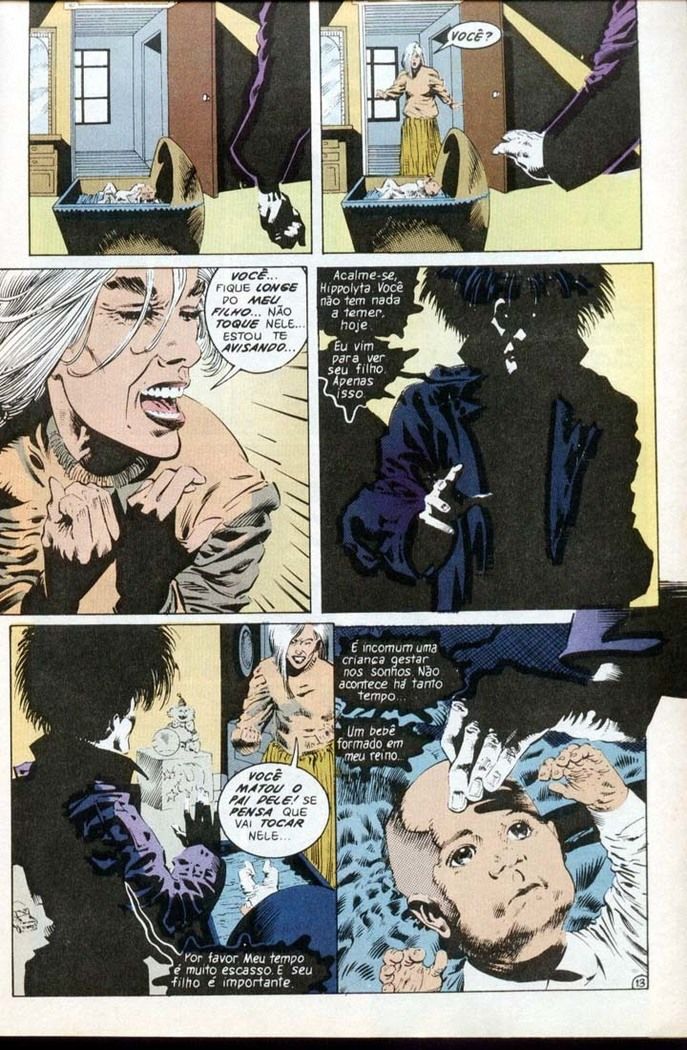 VOCÊ?
VOCÊ...
FIQUE LONGE
DO MEU
FILHO... NÃO
TOQUE NELE...
ESTOU TE
AVISANDO...
Acalme-se,
Hippolyta. Você
não tem nada
a temer,
hoje
Eu vim
para ver
seu filho.
Apenas
isso.
VOCÊ
MATOU O
PAI DELE! SE
PENSA QUE
VAI TOCAR
NELE...
Por favor. Meu tempo
é muito escasso. E seu
filho é importante.
É incomum uma
criança gestar
nos sonhos. Não
acontece há tanto
tempo...
Um bebê
formado em
meu reino...
13